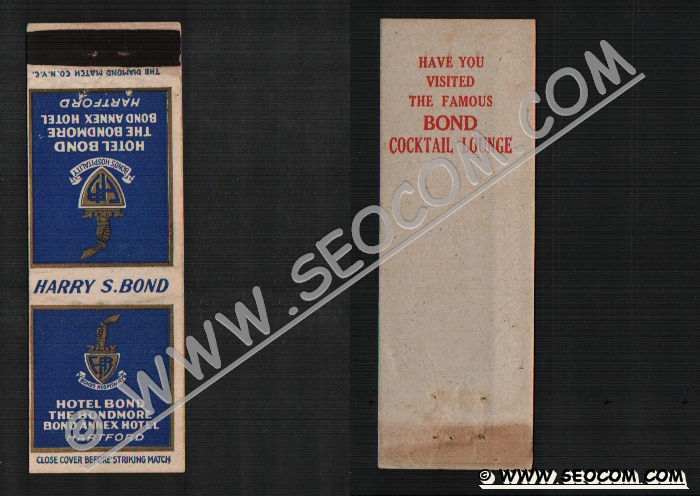 THE DIAMOND MATCH CO. N.Y.C.
HOTEL BOND
THE BONDMORE
BOND ANNEX HOTEL
HARTFORD
BONDS HOSPITALITY
HARRY S. BOND
BONDS HOSPITALITY
HOTEL BOND
THE BONDMORE
BOND ANNEX HOTEL
HARTFORD
CLOSE COVER BEFORE STRIKING MATCH
HAVE YOU
VISITED
THE FAMOUS
BOND
COCKTAIL LOUNGE
© WWW.SEOCOM.COM
© WWW.SEOCOM.COM